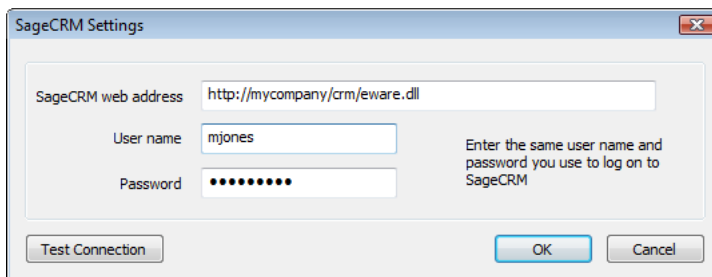 SageCRM Settings
SageCRM web address http://mycompany/crm/eware.dll
User name mjones
Password •••••••••
Enter the same user name and
password you use to log on to
SageCRM
Test Connection OK Cancel